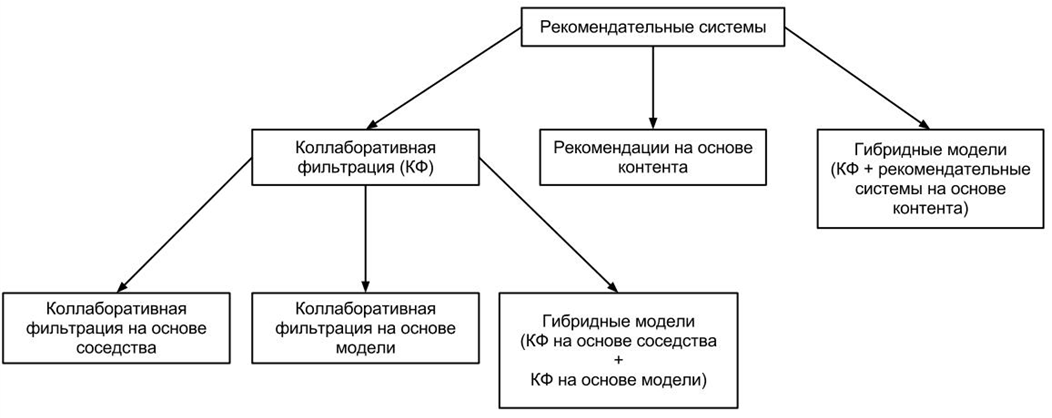 Рекомендательные системы
Коллаборативная
фильтрация (КФ)
Рекомендации на основе
контента
Гибридные модели
(КФ + рекомендательные
системы на основе
контента)
Коллаборативная
фильтрация на основе
соседства
Коллаборативная
фильтрация на основе
модели
Гибридные модели
(КФ на основе соседства
+
КФ на основе модели)